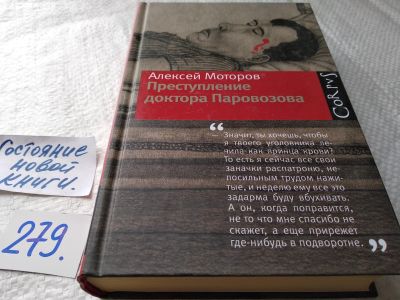 Состояние
новой
книги.
279.
Алексей Моторов
Преступление
доктора Паровозова
CORPUS
“
Значит, ты хочешь, чтобы
я твоего уголовника ле-
чила как принца крови?
То есть я сейчас все свои
заначки распатроню, не-
посильным трудом нажи-
тые, и неделю ему все это
задарма буду вбухивать.
А он, когда поправится,
не то что мне спасибо не
скажет, а еще прирежет
где-нибудь в подворотне.
”